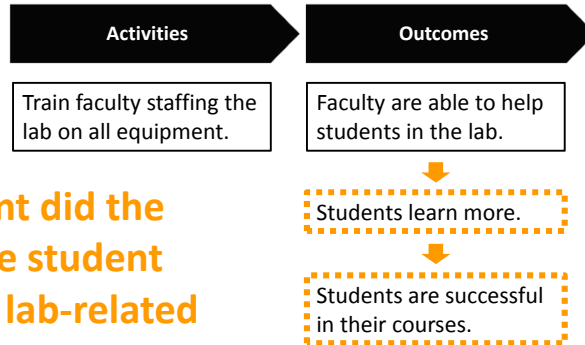 Activities
Outcomes
Train faculty staffing the
lab on all equipment.
Faculty are able to help
students in the lab.
did the
student
lab-related
Students learn more.
Students are successful
in their courses.